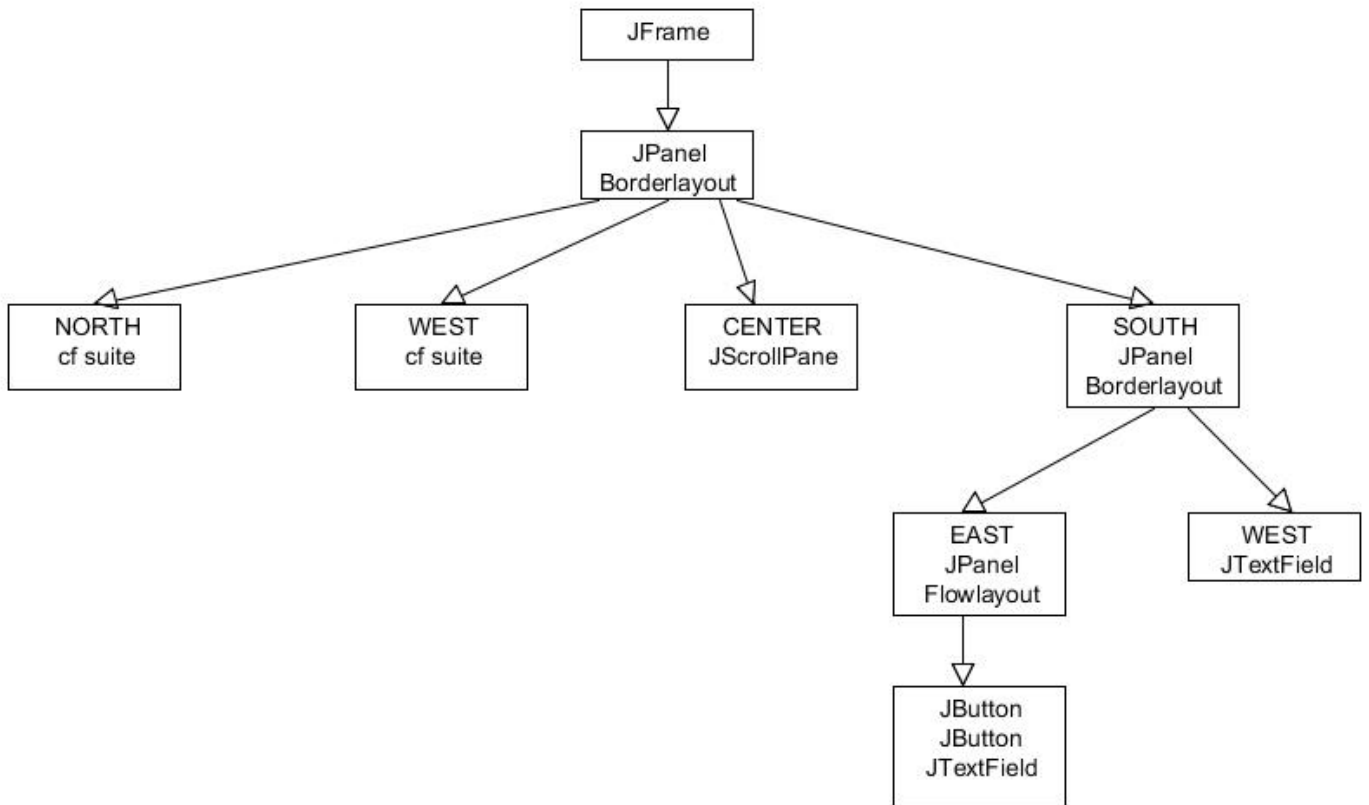 JFrame
JPanel
Borderlayout
NORTH
cf suite
WEST
cf suite
CENTER
JScrollPane
SOUTH
JPanel
Borderlayout
EAST
JPanel
Flowlayout
WEST
JTextField
JButton
JButton
JTextField